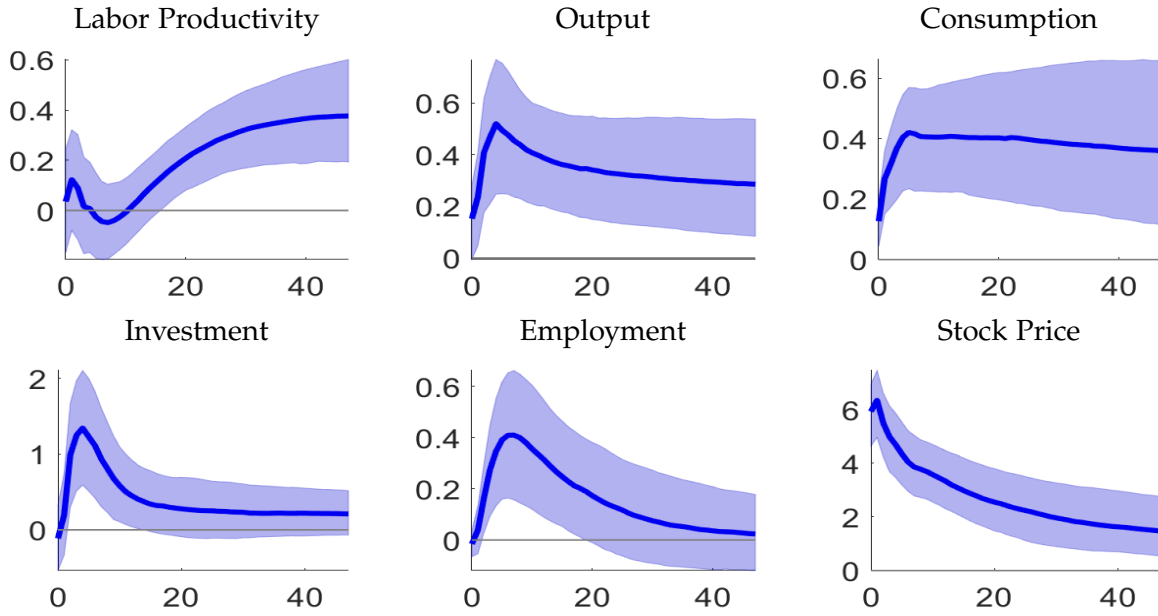 Labor Productivity Output Consumption
0.6 0.4 0.2 0 0 20 40
0.6 0.4 0.2 0 0 20 40
0.6 0.4 0.2 0 0 20 40
Investment Employment Stock Price
2 1 0 0 20 40
0.6 0.4 0.2 0 0 20 40
6 4 2 0 0 20 40